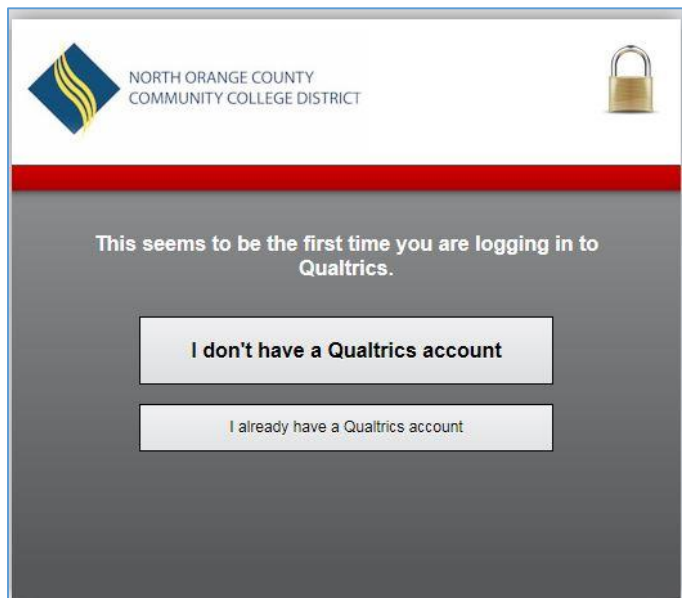 NORTH ORANGE COUNTY
COMMUNITY COLLEGE DISTRICT
This seems to be the first time you are logging in to
Qualtrics.
I don't have a Qualtrics account
I already have a Qualtrics account